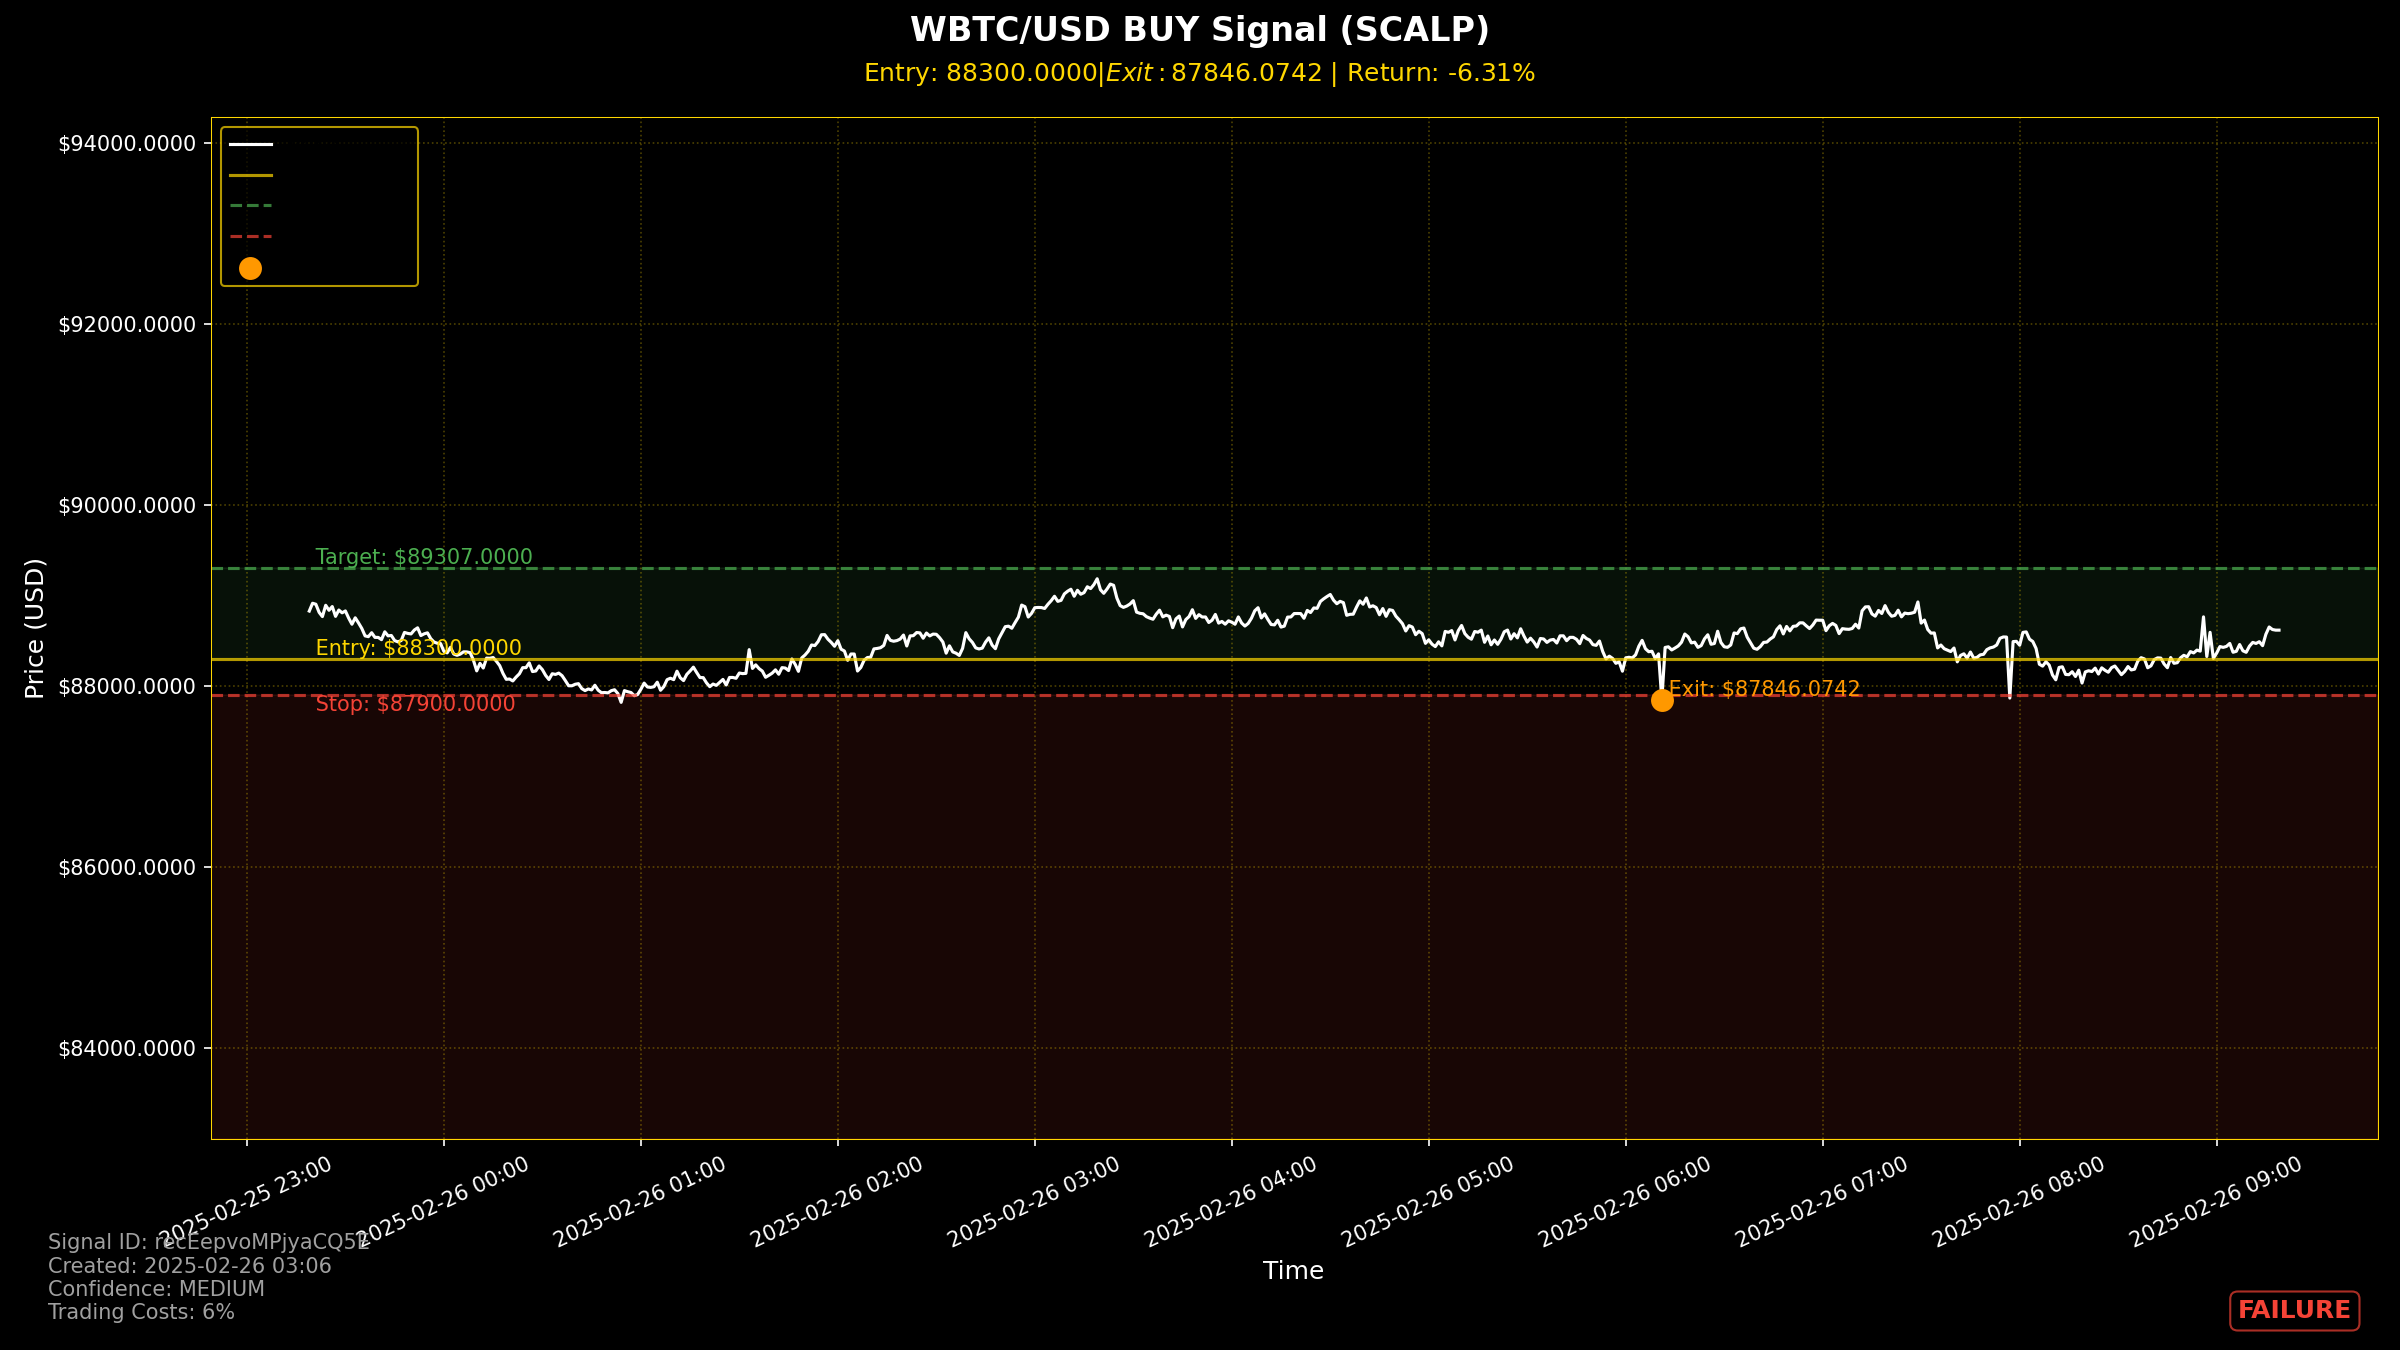 WBTC/USD BUY Signal (SCALP)
Entry: 88300.0000|Exit : 87846.0742 | Return: -6.31%
$94000.0000
$92000.0000
$90000.0000
$88000.0000
$86000.0000
$84000.0000
Price (USD)
Target: $89307.0000
Entry: $88300.0000
Stop: $87900.0000
Exit: $87846.0742
2025-02-25 23:00
2025-02-26 00:00
2025-02-26 01:00
2025-02-26 02:00
2025-02-26 03:00
2025-02-26 04:00
2025-02-26 05:00
2025-02-26 06:00
2025-02-26 07:00
2025-02-26 08:00
2025-02-26 09:00
Time
Signal ID:
Created: 2025-02-26 03:06
Confidence: MEDIUM
Trading Costs: 6%
FAILURE